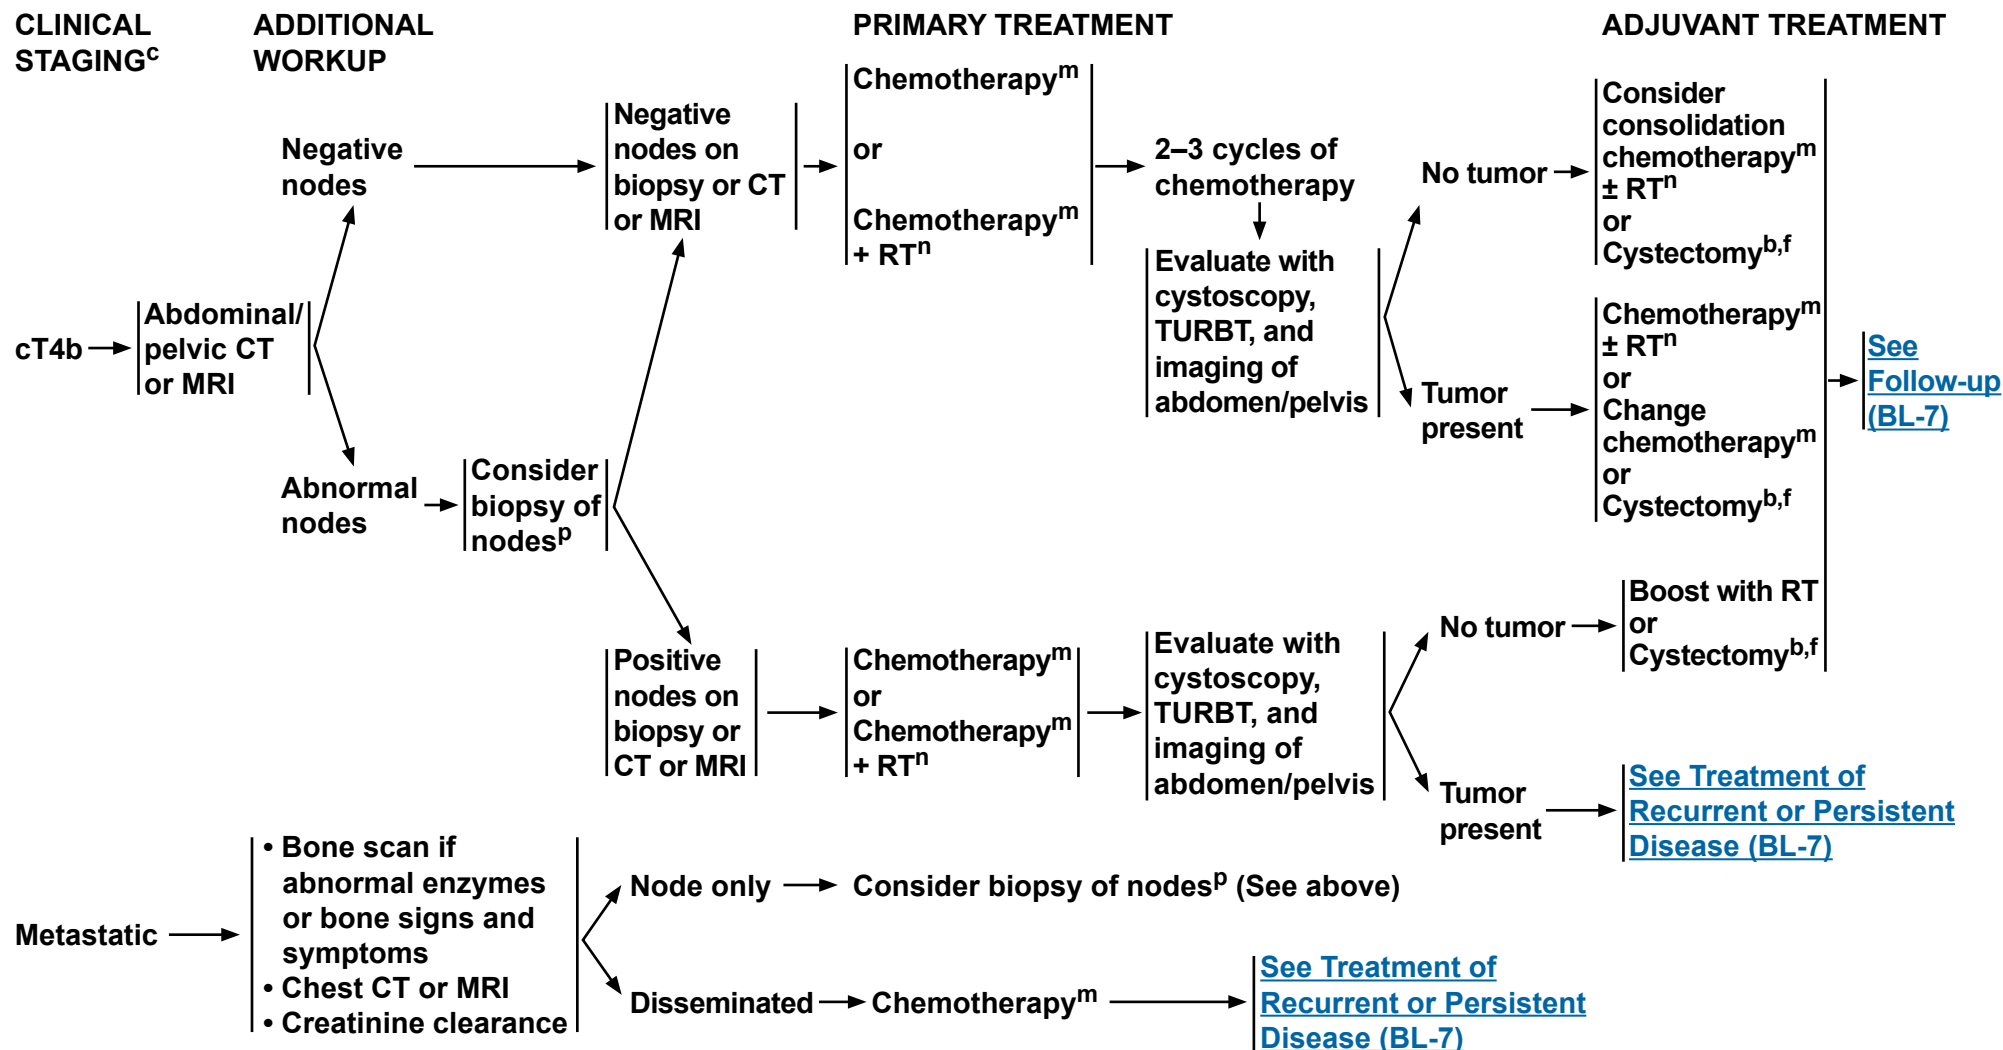 CLINICAL
STAGINGc
ADDITIONAL
WORKUP
PRIMARY TREATMENT
ADJUVANT TREATMENT
cT4b
Abdominal/
pelvic CT
or MRI
Negative
nodes
Abnormal
nodes
Consider
biopsy of
nodesp
Negative
nodes on
biopsy or CT
or MRI
Chemotherapym
or
Chemotherapym
+ RTn
2–3 cycles of
chemotherapy
Evaluate with
cystoscopy,
TURBT, and
imaging of
abdomen/pelvis
No tumor
Consider
consolidation
chemotherapym
± RTn
or
Cystectomyb,f
Tumor
present
Chemotherapym
± RTn
or
Change
chemotherapym
or
Cystectomyb,f
See
Follow-up
(BL-7)
Positive
nodes on
biopsy or
CT or MRI
Chemotherapym
or
Chemotherapym
+ RTn
Evaluate with
cystoscopy,
TURBT, and
imaging of
abdomen/pelvis
No tumor
Boost with RT
or
Cystectomyb,f
Tumor
present
See Treatment of
Recurrent or Persistent
Disease (BL-7)
Metastatic
• Bone scan if
abnormal enzymes
or bone signs and
symptoms
• Chest CT or MRI
• Creatinine clearance
Node only
Consider biopsy of nodesp (See above)
Disseminated
Chemotherapym
See Treatment of
Recurrent or Persistent
Disease (BL-7)